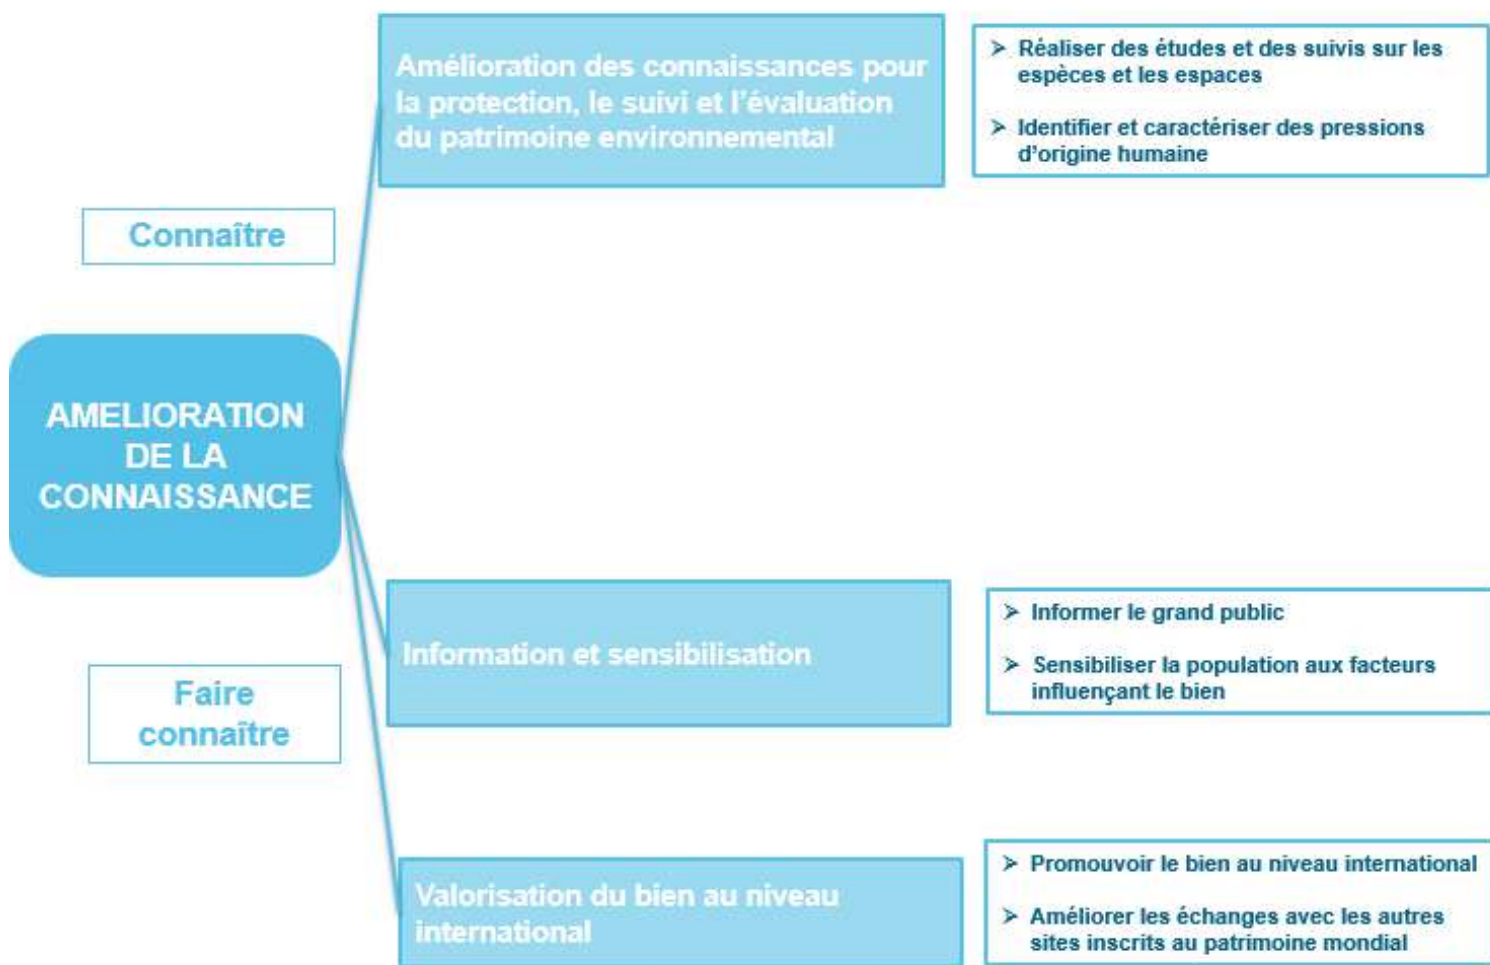 Amélioration des connaissances pour
la protection, le suivi et l'évaluation
du patrimoine environnemental
➢ Réaliser des études et des suivis sur les
espèces et les espaces
➢ Identifier et caractériser des pressions
d'origine humaine
Connaître
AMELIORATION
DE LA
CONNAISSANCE
Information et sensibilisation
➢ Informer le grand public
➢ Sensibiliser la population aux facteurs
influençant le bien
Faire
connaître
Valorisation du bien au niveau
international
➢ Promouvoir le bien au niveau international
➢ Améliorer les échanges avec les autres
sites inscrits au patrimoine mondial